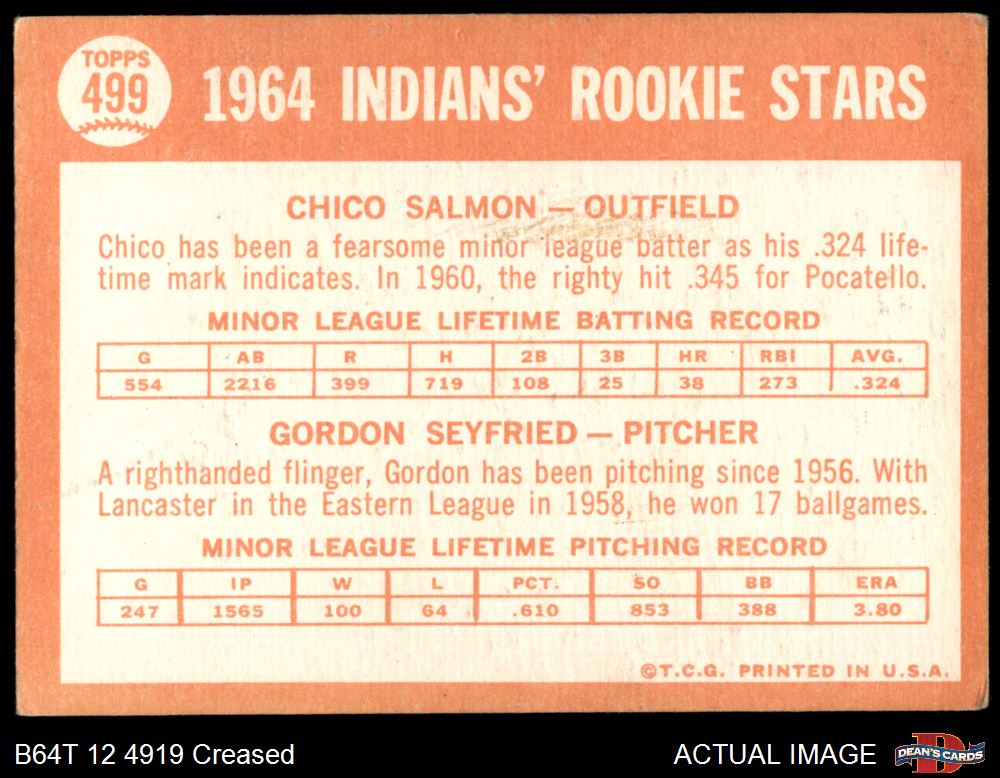 TOPPS
499
1964 INDIANS' ROOKIE STARS
CHICO SALMON — OUTFIELD
Chico has been a fearsome minor league batter as his .324 life-
time mark indicates. In 1960, the righty hit .345 for Pocatello.
MINOR LEAGUE LIFETIME BATTING RECORD
G AB R H 2B 3B HR RBI AVG.
554 2216 399 719 108 25 38 273 .324
GORDON SEYFRIED — PITCHER
A righthanded flinger, Gordon has been pitching since 1956. With
Lancaster in the Eastern League in 1958, he won 17 ballgames.
MINOR LEAGUE LIFETIME PITCHING RECORD
G IP W L PCT. SO BB ERA
247 1565 100 64 .610 853 388 3.80
©T.C.G. PRINTED IN U.S.A.
B64T 12 4919 Creased ACTUAL IMAGE DEAN'S CARDS